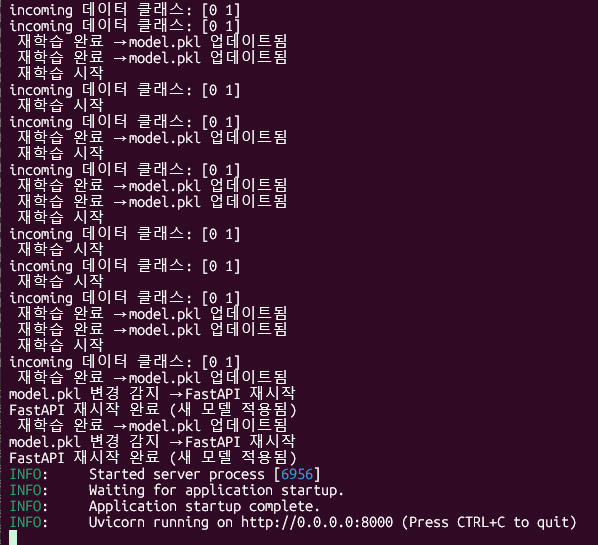 incoming 데이터 클래스: [0 1]
incoming 데이터 클래스: [0 1]
재학습 완료 →model.pkl 업데이트됨
재학습 완료 →model.pkl 업데이트됨
재학습 시작
incoming 데이터 클래스: [0 1]
재학습 시작
incoming 데이터 클래스: [0 1]
재학습 완료 →model.pkl 업데이트됨
재학습 시작
incoming 데이터 클래스: [0 1]
재학습 완료 →model.pkl 업데이트됨
재학습 완료 →model.pkl 업데이트됨
재학습 시작
incoming 데이터 클래스: [0 1]
재학습 시작
incoming 데이터 클래스: [0 1]
재학습 시작
incoming 데이터 클래스: [0 1]
재학습 완료 →model.pkl 업데이트됨
재학습 완료 →model.pkl 업데이트됨
재학습 시작
incoming 데이터 클래스: [0 1]
재학습 완료 →model.pkl 업데이트됨
model.pkl 변경 감지 →FastAPI 재시작
FastAPI 재시작 완료 (새 모델 적용됨)
재학습 완료 →model.pkl 업데이트됨
model.pkl 변경 감지 →FastAPI 재시작
FastAPI 재시작 완료 (새 모델 적용됨)
INFO:     Started server process [6956]
INFO:     Waiting for application startup.
INFO:     Application startup complete.
INFO:     Uvicorn running on http://0.0.0.0:8000 (Press CTRL+C to quit)